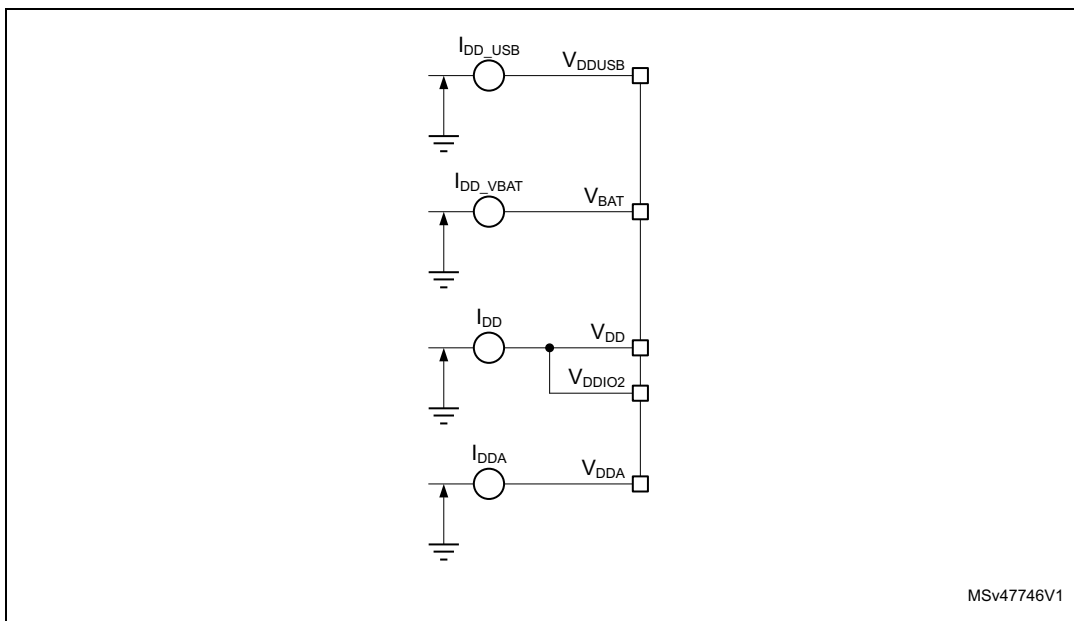 IDD_USB
VDDUSB
IDD_VBAT
VBAT
IDD
VDD
VDDIO2
IDDA
VDDA
MSv47746V1